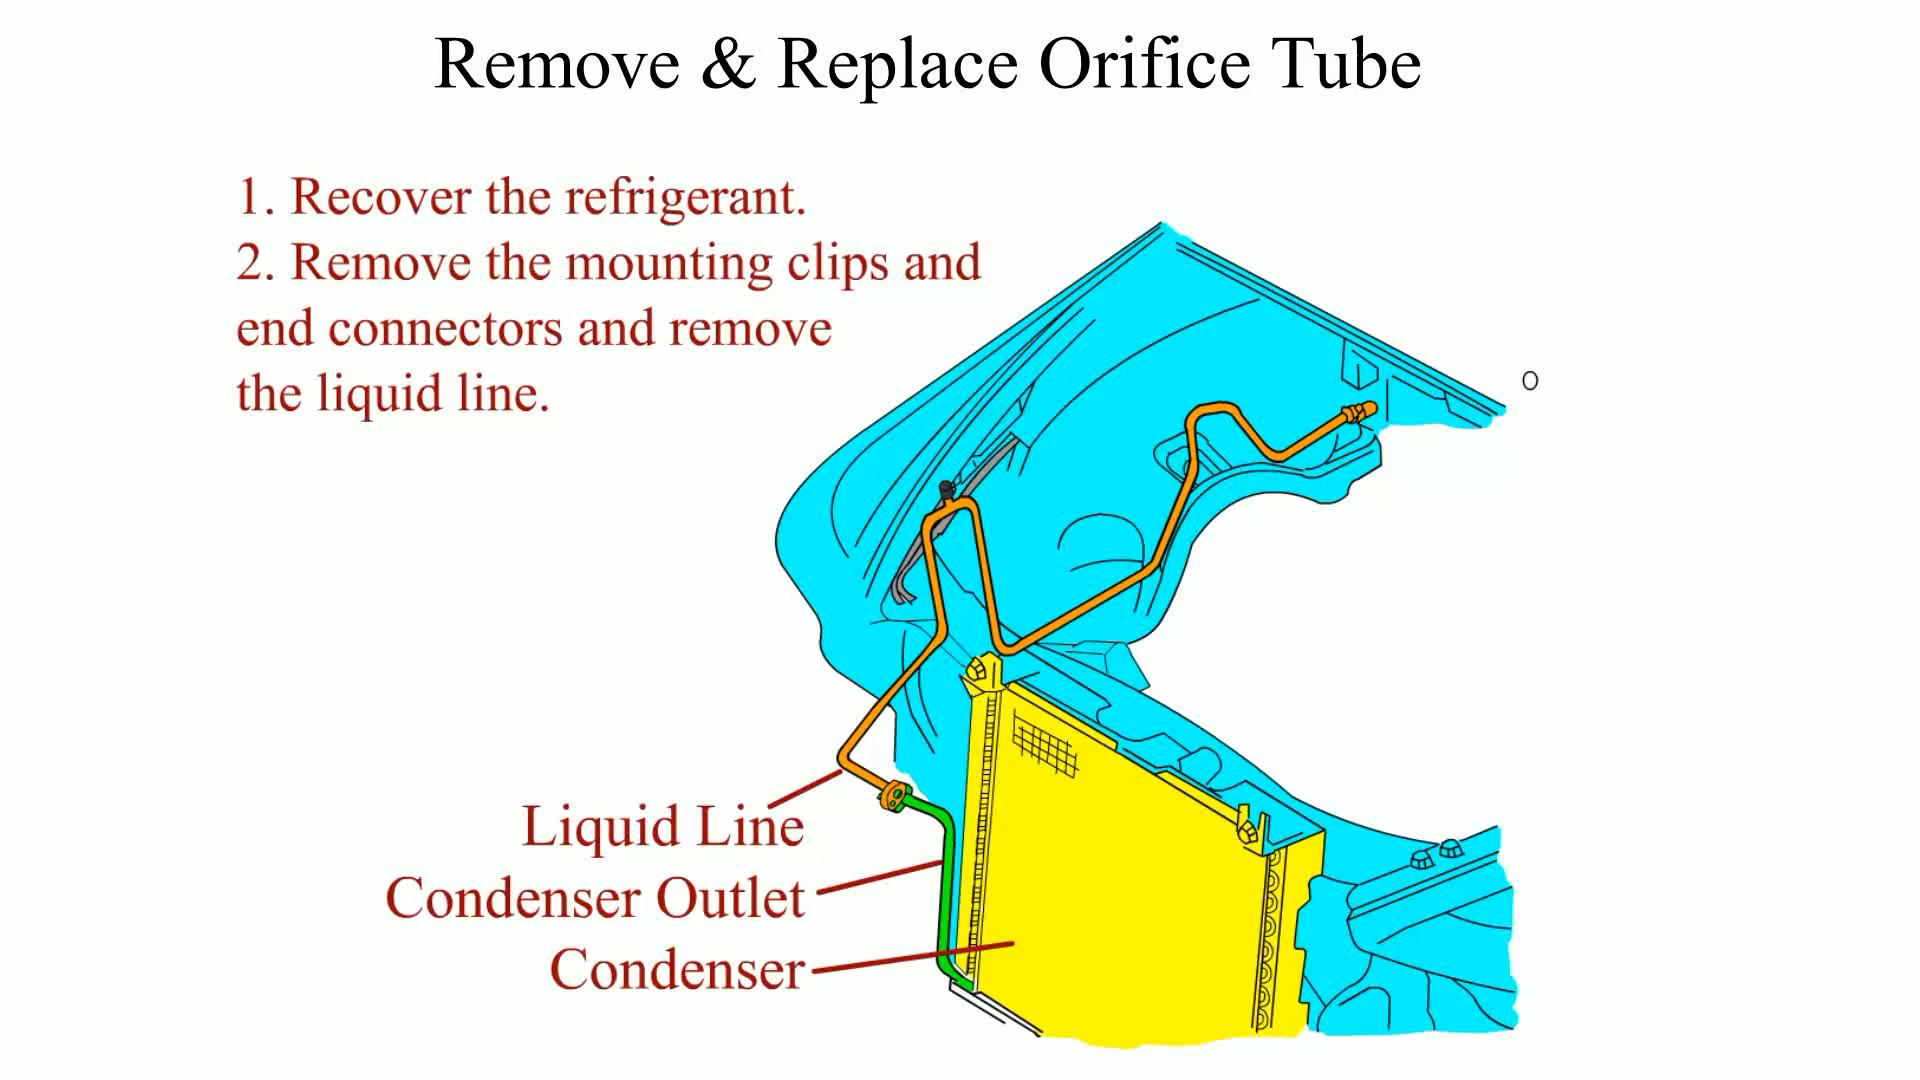 Remove & Replace Orifice Tube
1. Recover the refrigerant.
2. Remove the mounting clips and
end connectors and remove
the liquid line.
O
Liquid Line
Condenser Outlet
Condenser